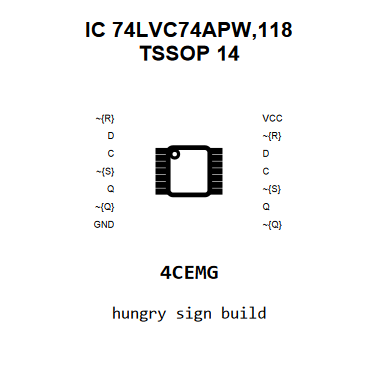 IC 74LVC74APW,118
TSSOP 14
~{R} VCC
D ~{R}
C D
~{S} C
Q ~{S}
~{Q} Q
GND ~{Q}
4CEMG
hungry sign build